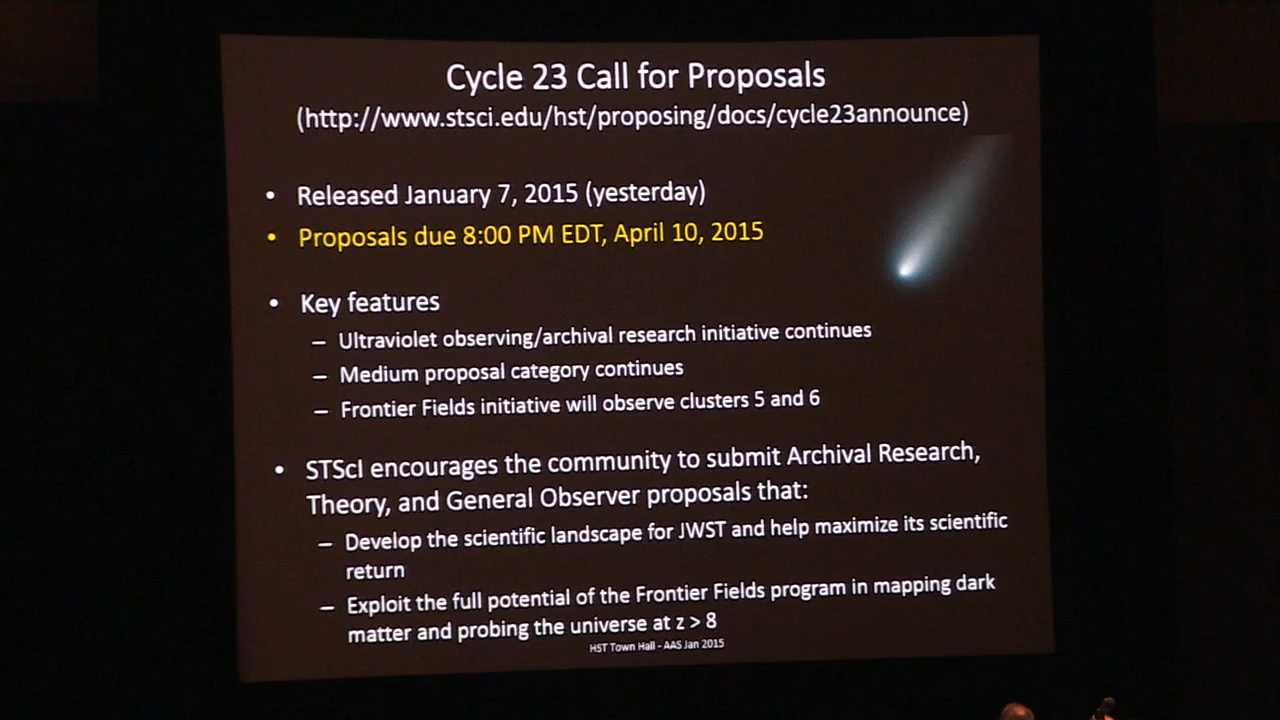 Cycle 23 Call for Proposals
(http://www.stsci.edu/hst/proposing/docs/cycle23announce)
• Released January 7, 2015 (yesterday)
• Proposals due 8:00 PM EDT, April 10, 2015
• Key features
– Ultraviolet observing/archival research initiative continues
– Medium proposal category continues
– Frontier Fields initiative will observe clusters 5 and 6
• STScI encourages the community to submit Archival Research,
Theory, and General Observer proposals that:
– Develop the scientific landscape for JWST and help maximize its scientific
return
– Exploit the full potential of the Frontier Fields program in mapping dark
matter and probing the universe at z > 8
HST Town Hall - AAS Jan 2015